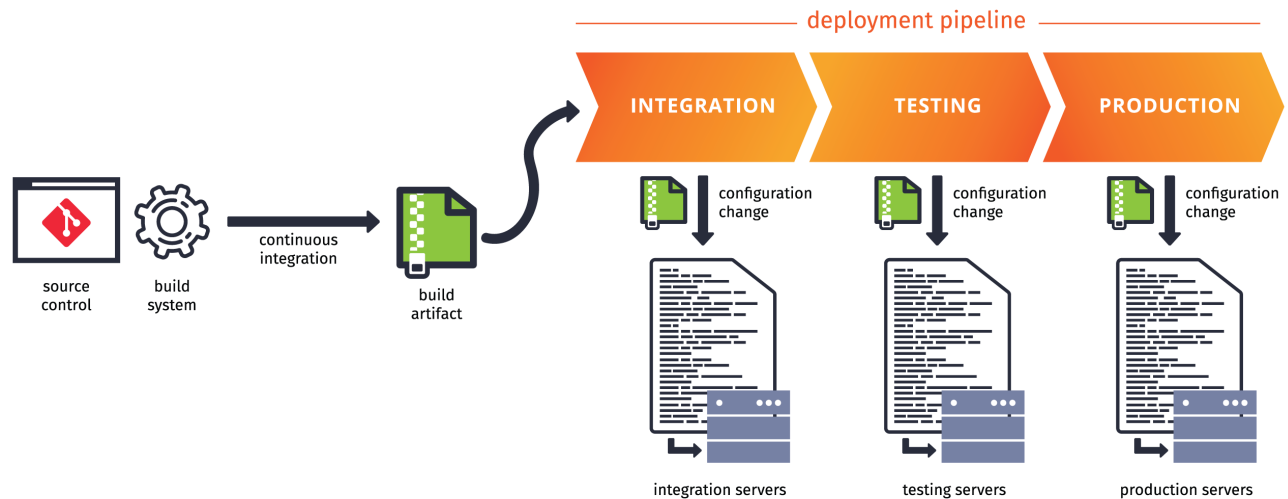 deployment pipeline
INTEGRATION
TESTING
PRODUCTION
configuration
change
configuration
change
configuration
change
continuous
integration
source
control
build
system
build
artifact
integration servers
testing servers
production servers